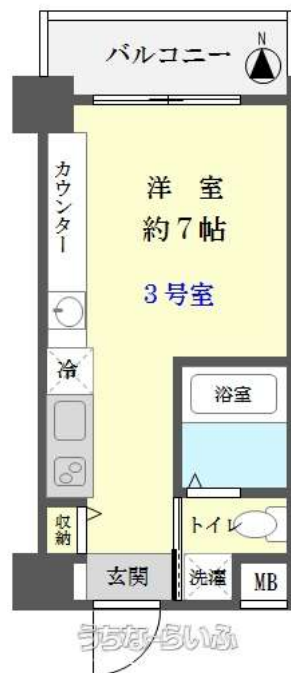 バルコニー
N
カウンター
洋 室
約7帖
3号室
冷
浴室
収納
トイレ
玄関
洗濯
MB
うちなーらいふ